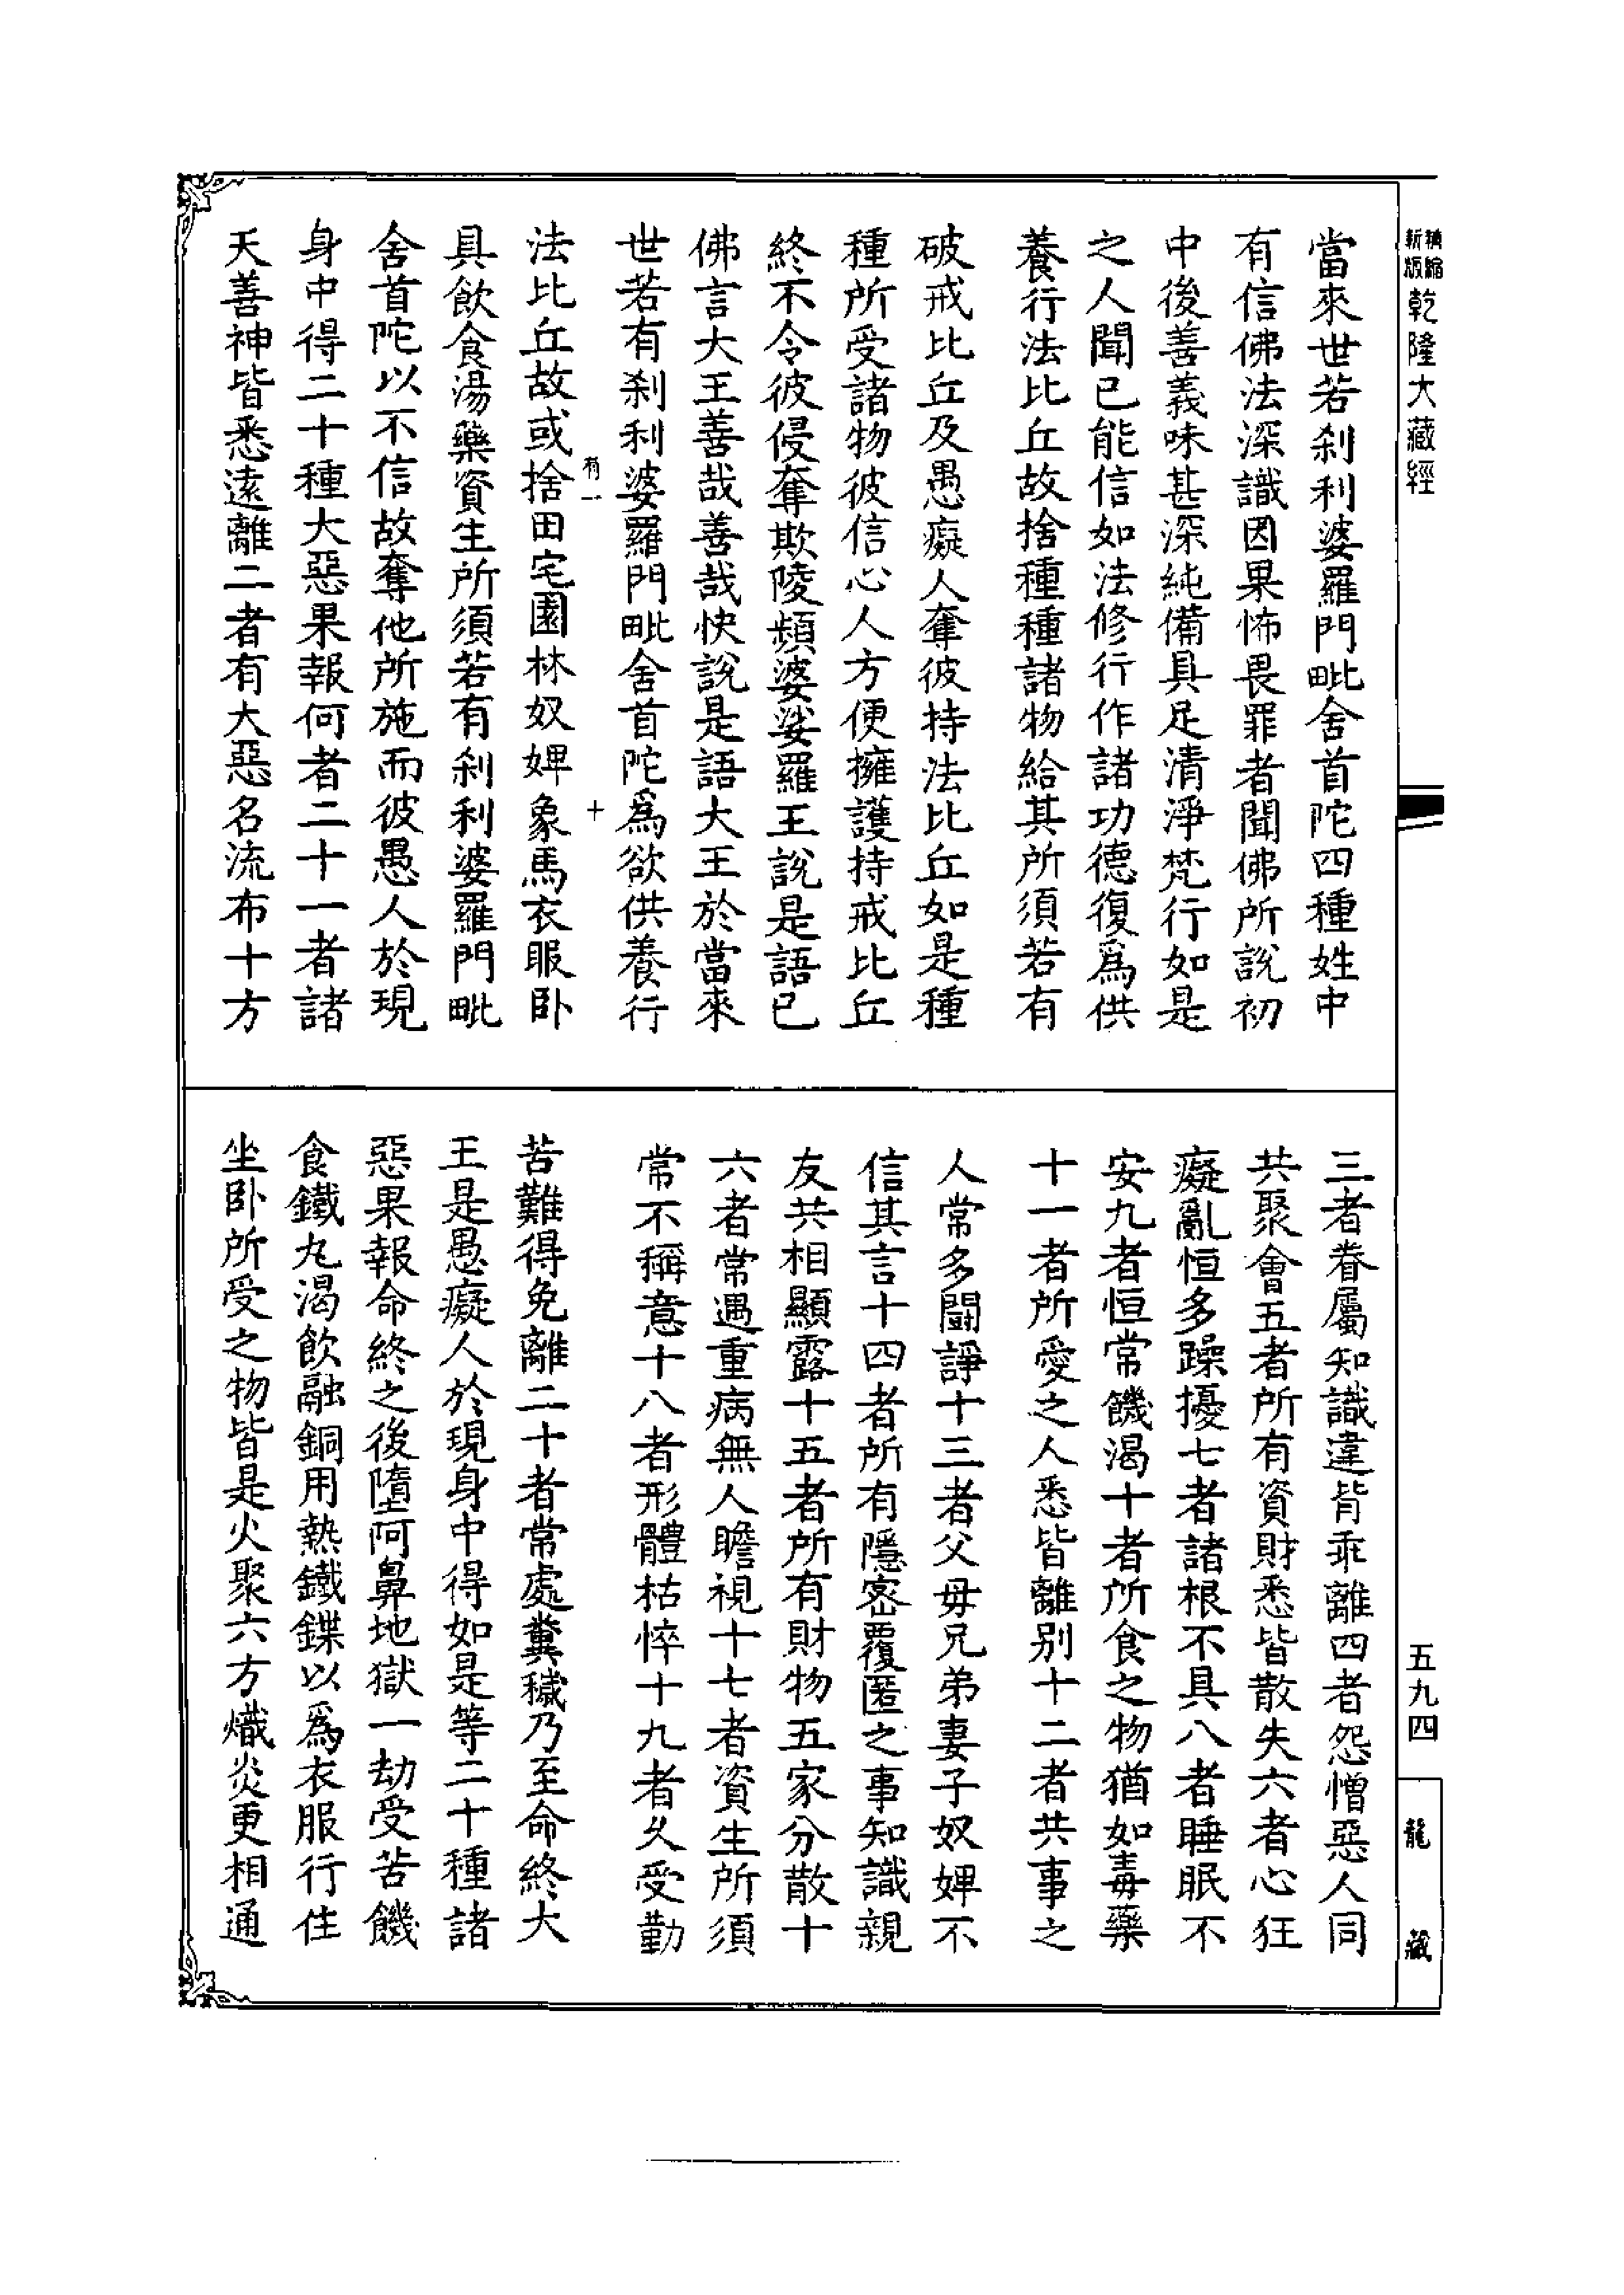 新版精縮乾隆大藏經
五九四
龍藏
當來世若刹利婆羅門毗舍首陀四種姓中
有信佛法深識因果怖畏罪者聞佛所說初
中後善義味甚深純備具足清淨梵行如是
之人聞已能信如法修行作諸功德復爲供
養行法比丘故捨種種諸物給其所須若有
破戒比丘及愚癡人奪彼持法比丘如是種
種所受諸物彼信心人方便擁護持戒比丘
終不令彼侵奪欺陵頻婆娑羅王說是語已
佛言大王善哉善哉快說是語大王於當來
世若有刹利婆羅門毗舍首陀爲欲供養行
有一 十
法比丘故或捨田宅園林奴婢象馬衣服卧
具飲食湯藥資生所須若有刹利婆羅門毗
舍首陀以不信故奪他所施而彼愚人於現
身中得二十種大惡果報何者二十一者諸
天善神皆悉遠離二者有大惡名流布十方
三者眷屬知識違背乖離四者怨憎惡人同
共聚會五者所有資財悉皆散失六者心狂
癡亂恒多躁擾七者諸根不具八者睡眠不
安九者恒常饑渴十者所食之物猶如毒藥
十一者所愛之人悉皆離別十二者共事之
人常多鬪諍十三者父母兄弟妻子奴婢不
信其言十四者所有隱密覆匿之事知識親
友共相顯露十五者所有財物五家分散十
六者常遇重病無人瞻視十七者資生所須
常不稱意十八者形體枯悴十九者久受勤
苦難得免離二十者常處糞穢乃至命終大
王是愚癡人於現身中得如是等二十種諸
惡果報命終之後墮阿鼻地獄一劫受苦饑
食鐵丸渴飲融銅用熱鐵鍱以爲衣服行住
坐卧所受之物皆是火聚六方熾炎更相通